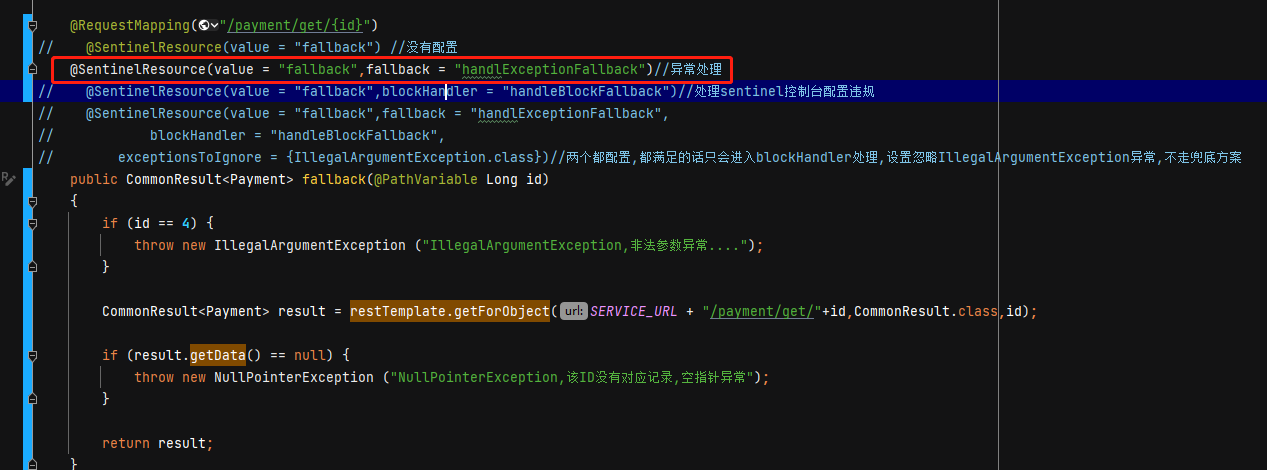 @RequestMapping("/payment/get/{id}")
//    @SentinelResource(value = "fallback") //没有配置
@SentinelResource(value = "fallback",fallback = "handlExceptionFallback")//异常处理
//    @SentinelResource(value = "fallback",blockHandler = "handleBlockFallback")//处理sentinel控制台配置违规
//    @SentinelResource(value = "fallback",fallback = "handlExceptionFallback",
//            blockHandler = "handleBlockFallback",
//        exceptionsToIgnore = {IllegalArgumentException.class})//两个都配置,都满足的话只会进入blockHandler处理,设置忽略IllegalArgumentException异常,不走兜底方案
public CommonResult<Payment> fallback(@PathVariable Long id)
{
if (id == 4) {
throw new IllegalArgumentException ("IllegalArgumentException,非法参数异常....");
}
CommonResult<Payment> result = restTemplate.getForObject( url: SERVICE_URL + "/payment/get/"+id,CommonResult.class,id);
if (result.getData() == null) {
throw new NullPointerException ("NullPointerException,该ID没有对应记录,空指针异常");
}
return result;
}